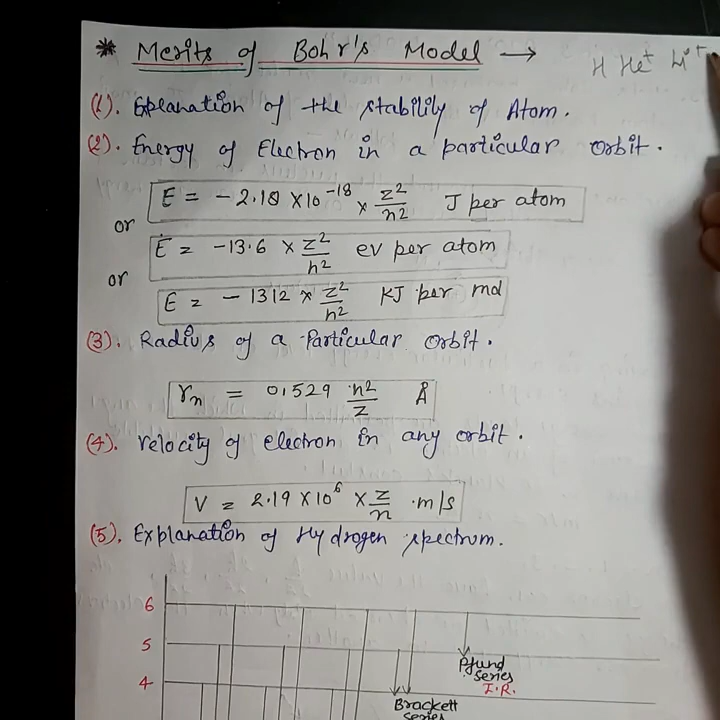 * Merits of Bohr's Model → H He⁺
(1). Explanation of the stability of Atom.
(2). Energy of Electron in a particular orbit.
E = -2.18 × 10⁻¹⁸ × z²/n² J per atom
or
E = -13.6 × z²/n² ev per atom
or
E = -1312 × z²/n² KJ per mol
(3). Radius of a Particular orbit.
rₙ = 0.529 n²/z Å
(4). velocity of electron in any orbit.
V = 2.19 × 10⁶ × z/n m/s
(5). Explanation of Hydrogen spectrum.
6
5
Pfund
series
I.R.
4
Brackett
series